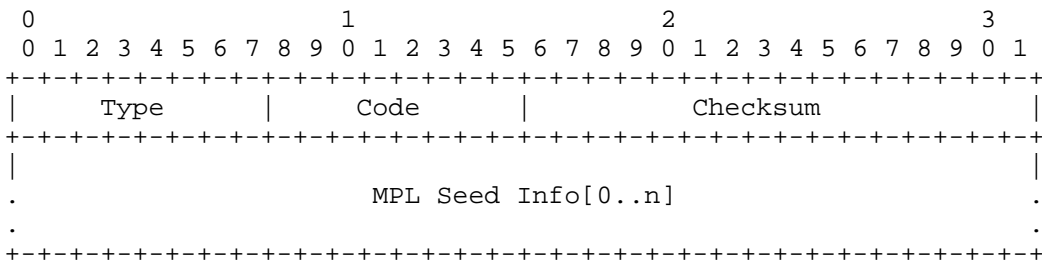 0                   1                   2                   3
 0 1 2 3 4 5 6 7 8 9 0 1 2 3 4 5 6 7 8 9 0 1 2 3 4 5 6 7 8 9 0 1
+-+-+-+-+-+-+-+-+-+-+-+-+-+-+-+-+-+-+-+-+-+-+-+-+-+-+-+-+-+-+-+-+
|     Type      |     Code      |          Checksum             |
+-+-+-+-+-+-+-+-+-+-+-+-+-+-+-+-+-+-+-+-+-+-+-+-+-+-+-+-+-+-+-+-+
|                                                               |
.                      MPL Seed Info[0..n]                      .
.                                                               .
+-+-+-+-+-+-+-+-+-+-+-+-+-+-+-+-+-+-+-+-+-+-+-+-+-+-+-+-+-+-+-+-+